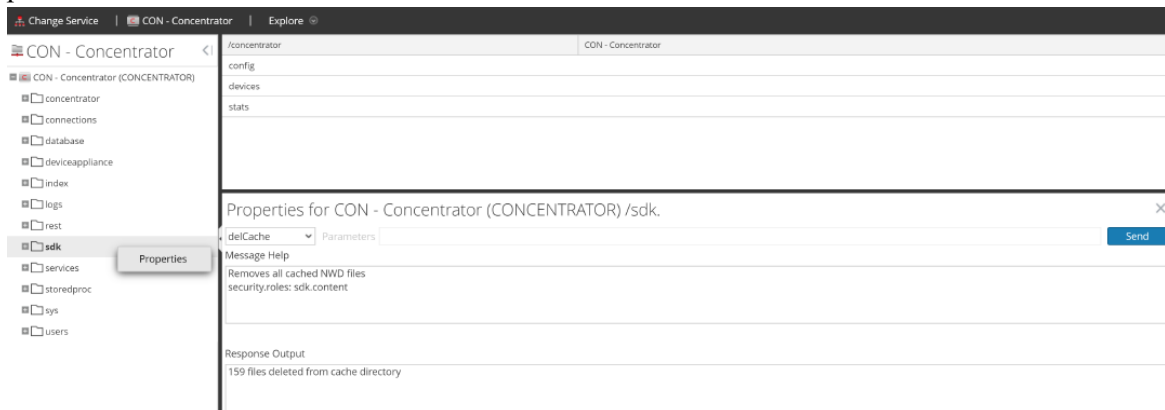 Change Service | CON - Concentrator | Explore
CON - Concentrator
CON - Concentrator (CONCENTRATOR)
concentrator
connections
database
deviceappliance
index
logs
rest
sdk
services
storedproc
sys
users
Properties
/concentrator CON - Concentrator
config
devices
stats
Properties for CON - Concentrator (CONCENTRATOR) /sdk.
delCache Parameters Send
Message Help
Removes all cached NWD files
security.roles: sdk.content
Response Output
159 files deleted from cache directory